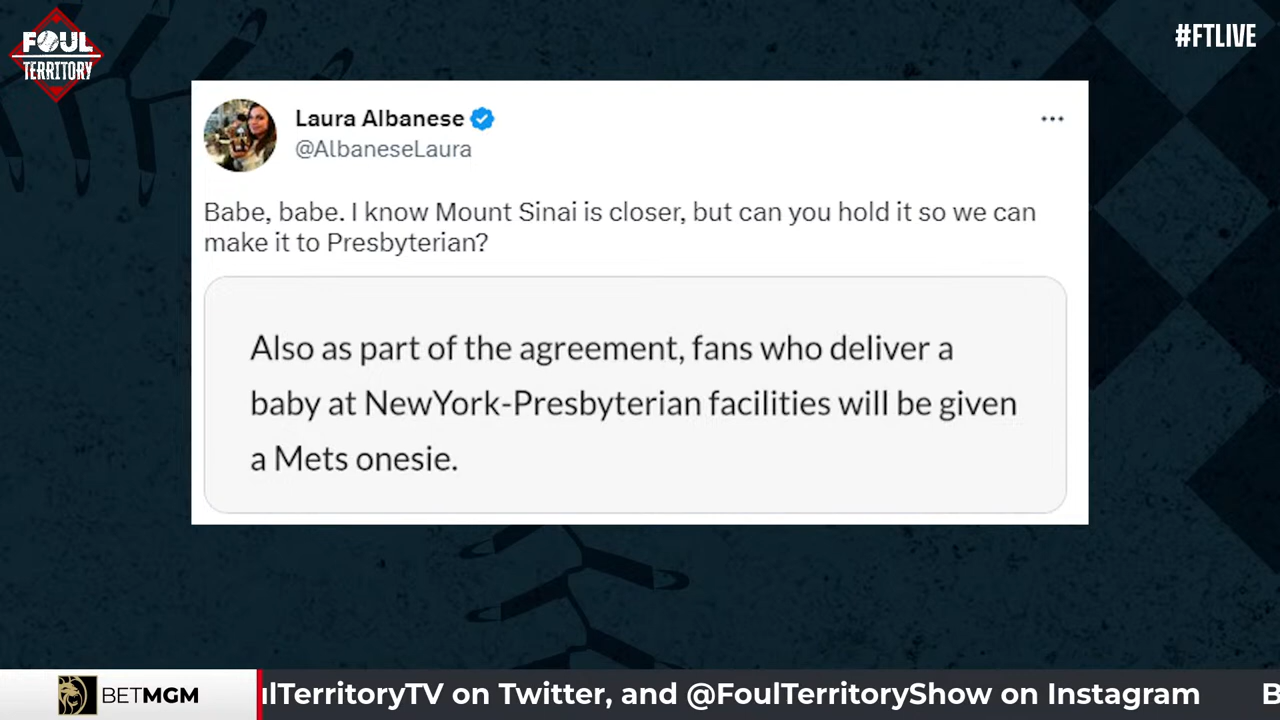 FOUL
TERRITORY
#FTLIVE
Laura Albanese
@AlbaneseLaura
Babe, babe. I know Mount Sinai is closer, but can you hold it so we can
make it to Presbyterian?
Also as part of the agreement, fans who deliver a
baby at NewYork-Presbyterian facilities will be given
a Mets onesie.
BETMGM
lTerritoryTV on Twitter, and @FoulTerritoryShow on Instagram B